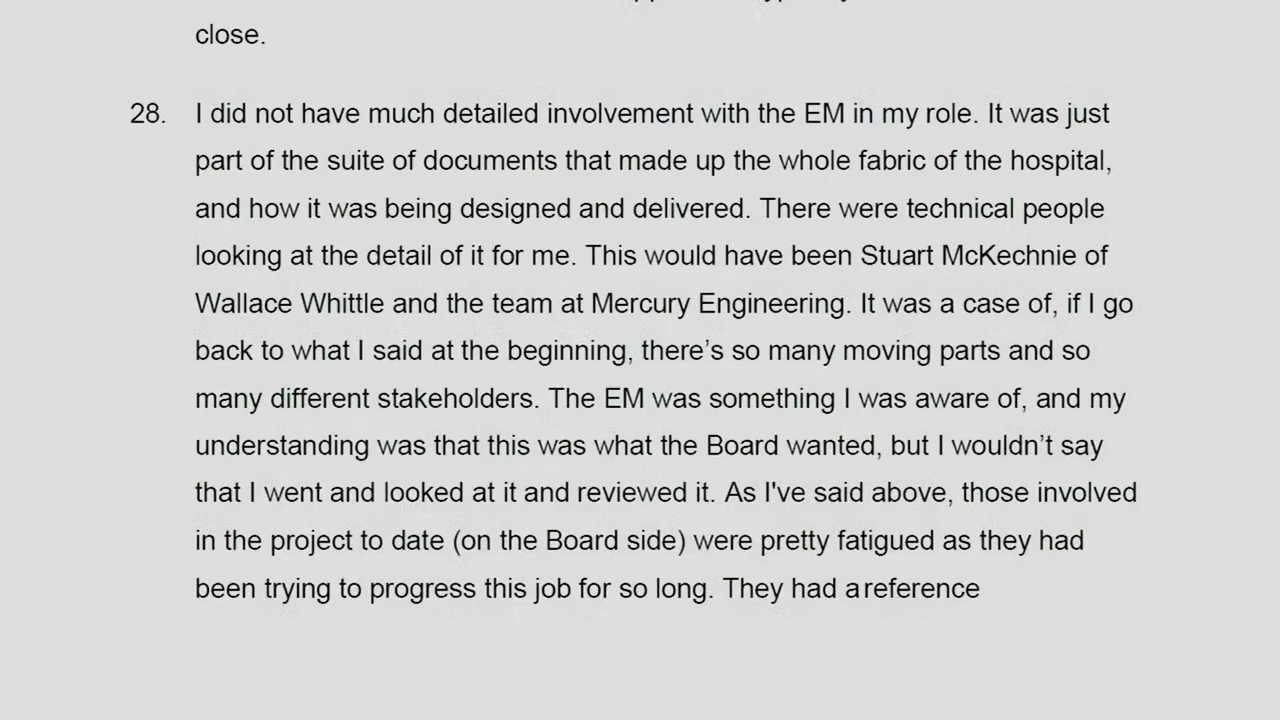 close.
28. I did not have much detailed involvement with the EM in my role. It was just
part of the suite of documents that made up the whole fabric of the hospital,
and how it was being designed and delivered. There were technical people
looking at the detail of it for me. This would have been Stuart McKechnie of
Wallace Whittle and the team at Mercury Engineering. It was a case of, if I go
back to what I said at the beginning, there’s so many moving parts and so
many different stakeholders. The EM was something I was aware of, and my
understanding was that this was what the Board wanted, but I wouldn’t say
that I went and looked at it and reviewed it. As I've said above, those involved
in the project to date (on the Board side) were pretty fatigued as they had
been trying to progress this job for so long. They had a reference